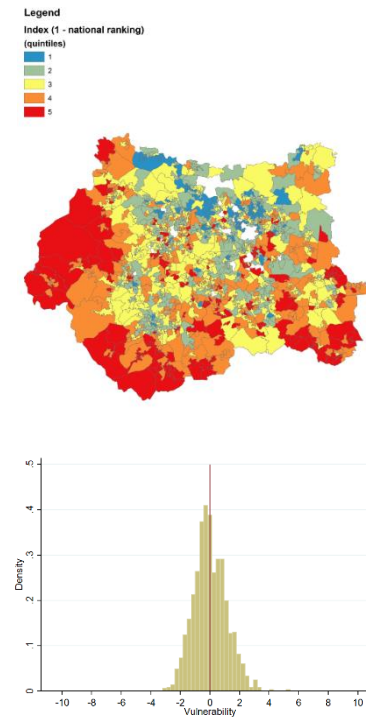 Legend
Index (1 - national ranking)
(quintiles)
1
2
3
4
5
.5
.4
.3
.2
.1
0
Density
-10 -8 -6 -4 -2 0 2 4 6 8 10
Vulnerability